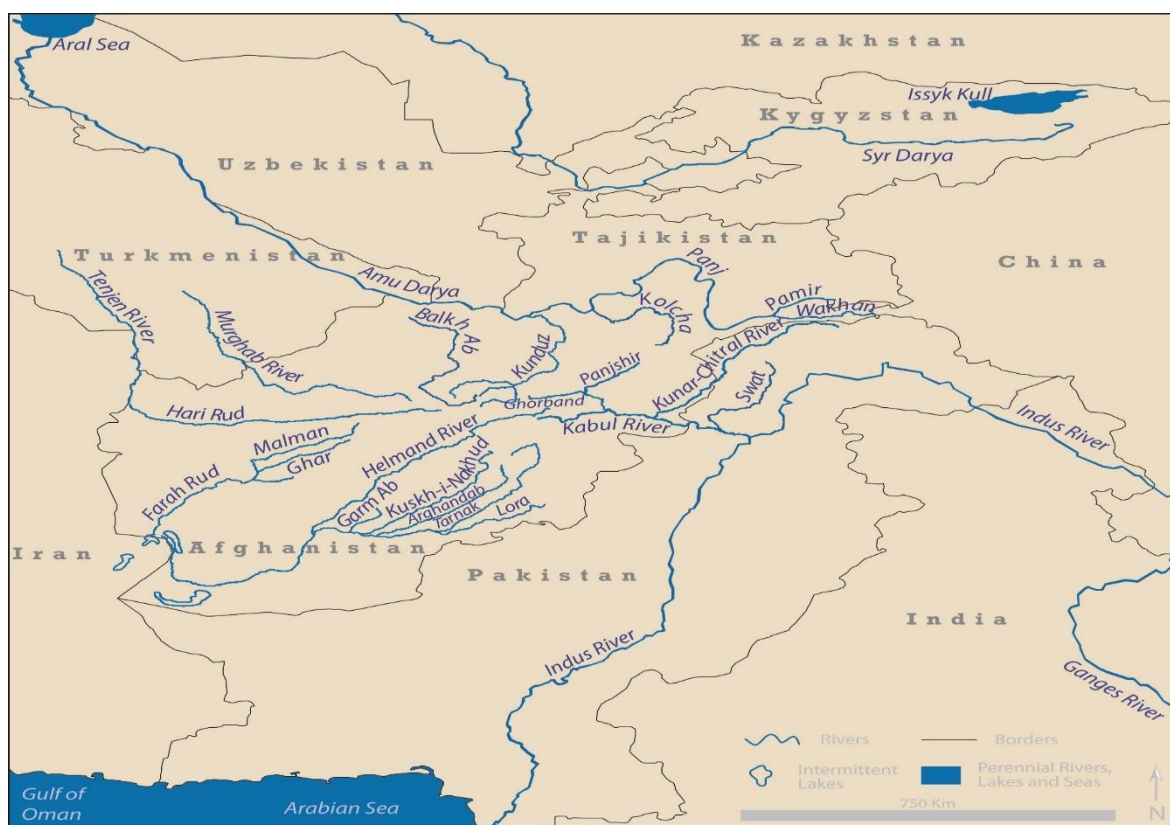 Aral Sea
Kazakhstan
Issyk Kull
Kygyzstan
Syr Darya
Uzbekistan
Tajikistan
Turkmenistan
China
Panj
Amu Darya
Kolcha
Pamir
Wakhan
Tenjen River
Murghab River
Balkh Ab
Kunduz
Panjshir
Kunar-Chitral River
Swat
Ghorband
Hari Rud
Kabul River
Indus River
Malman
Ghar
Helmand River
Farah Rud
Garm Ab
Kuskh-i-Nakhud
Arghandab
Tarnak
Lora
Iran
Afghanistan
Pakistan
India
Indus River
Ganges River
Rivers
Borders
Intermittent
Lakes
Perennial Rivers,
Lakes and Seas
750 Km
N
Gulf of
Oman
Arabian Sea